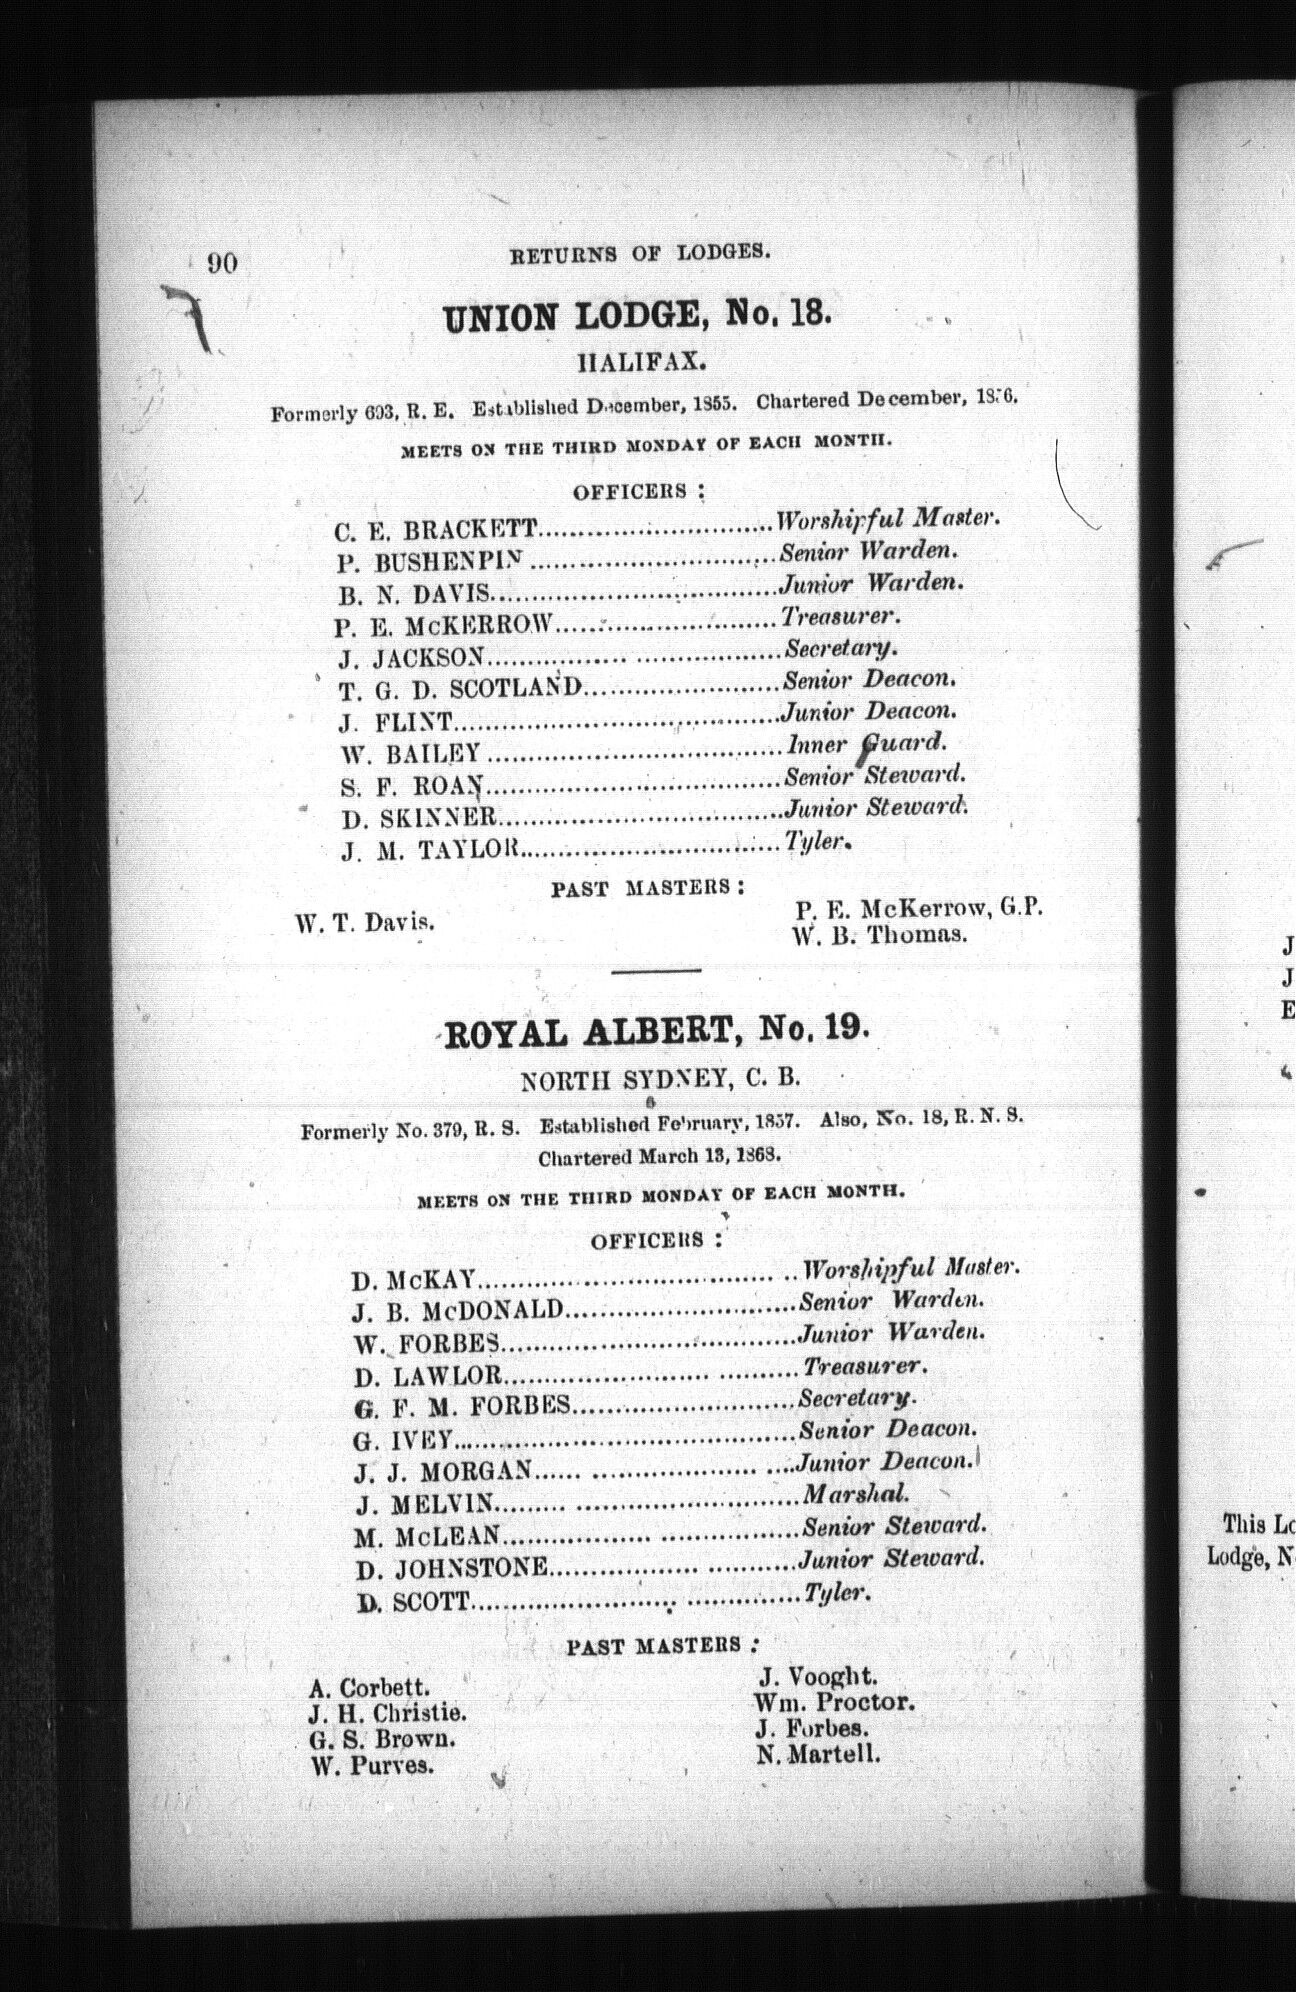 90
RETURNS OF LODGES.
UNION LODGE, No. 18.
HALIFAX.
Formerly 693, R. E. Established December, 1855. Chartered December,
MEETS ON THE THIRD MONDAY OF EACH MONTH.
OFFICERS :
C. E. BRACKETT............................Worshipful Master.
P. BUSHENPIN ............................Senior Warden.
B. N. DAVIS..................................Junior Warden.
P. E. McKERROW..........................Treasurer.
J. JACKSON...................................Secretary.
T. G. D. SCOTLAND........................Senior Deacon.
J. FLINT.......................................Junior Deacon.
W. BAILEY ...................................Inner Guard.
S. F. ROAN...................................Senior Steward.
D. SKINNER..................................Junior Steward.
J. M. TAYLOR...............................Tyler.
PAST MASTERS :
W. T. Davis.
P. E. McKerrow, G.P.
W. B. Thomas.
ROYAL ALBERT, No. 19.
NORTH SYDNEY, C. B.
Formerly No. 379, R. S. Established February, 1857. Also, No. 18, R. N. S.
Chartered March 13, 1868.
MEETS ON THE THIRD MONDAY OF EACH MONTH.
OFFICERS :
D. McKAY.................................... ..Worshipful Master.
J. B. McDONALD............................Senior Warden.
W. FORBES....................................Junior Warden.
D. LAWLOR......................... ..........Treasurer.
G. F. M. FORBES...........................Secretary.
G. IVEY.........................................Senior Deacon.
J. J. MORGAN...... .................... ....Junior Deacon.
J. MELVIN......... ...........................Marshal.
M. McLEAN.................. .................Senior Steward.
D. JOHNSTONE.................. ...........Junior Steward.
D. SCOTT......................... ..............Tyler.
PAST MASTERS :
A. Corbett.
J. H. Christie.
G. S. Brown.
W. Purves.
J. Vooght.
Wm. Proctor.
J. Forbes.
N. Martell.
J
J
E
This Lo
Lodge, N